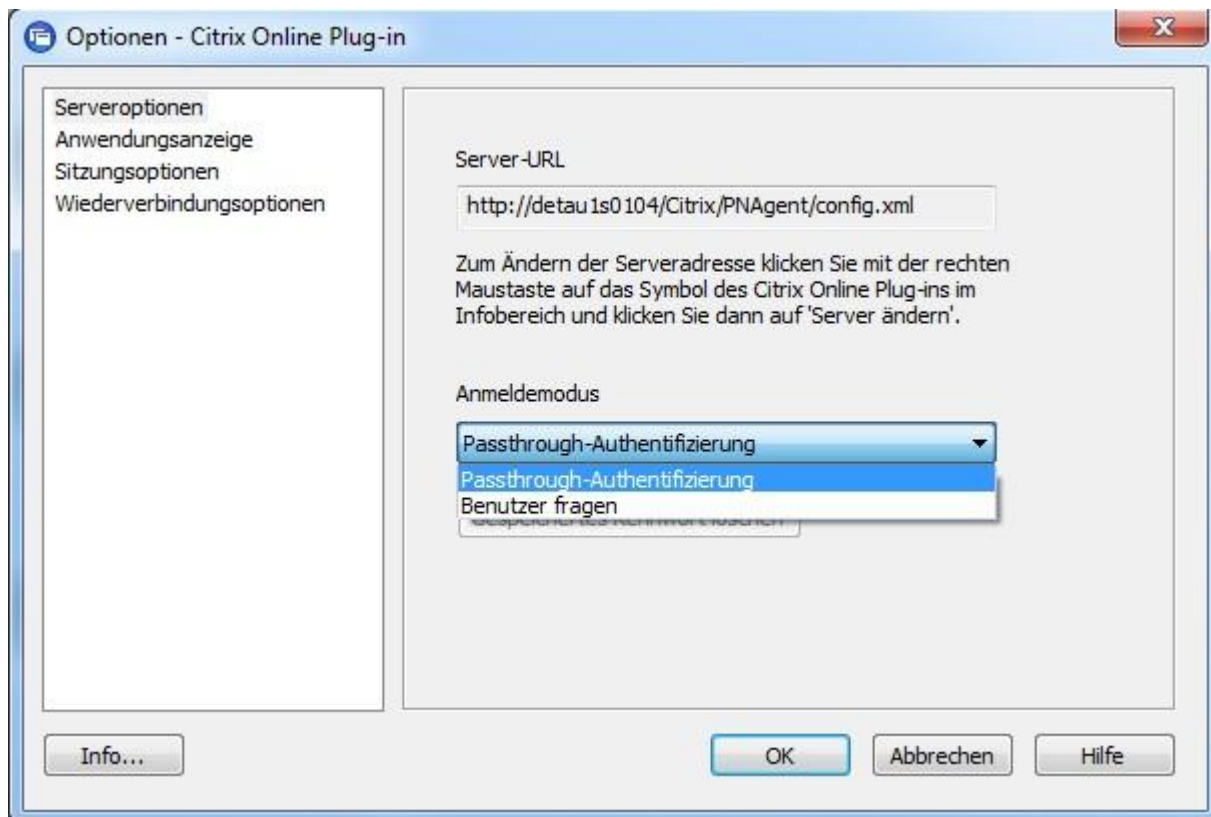 Optionen - Citrix Online Plug-in
Serveroptionen
Anwendungsanzeige
Sitzungsoptionen
Wiederverbindungsoptionen
Server-URL
http://detau1s0104/Citrix/PNAgent/config.xml
Zum Ändern der Serveradresse klicken Sie mit der rechten
Maustaste auf das Symbol des Citrix Online Plug-ins im
Infobereich und klicken Sie dann auf 'Server ändern'.
Anmeldemodus
Passthrough-Authentifizierung
Passthrough-Authentifizierung
Benutzer fragen
Info...
OK
Abbrechen
Hilfe